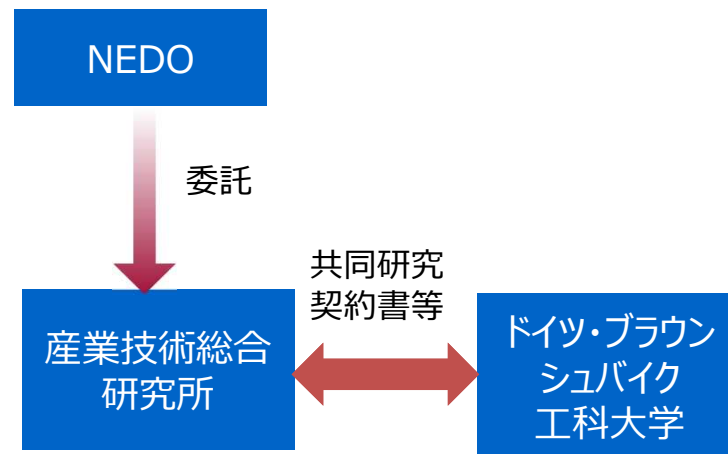 NEDO
委託
共同研究
契約書等
産業技術総合
研究所
ドイツ・ブラウン
シュバイク
工科大学